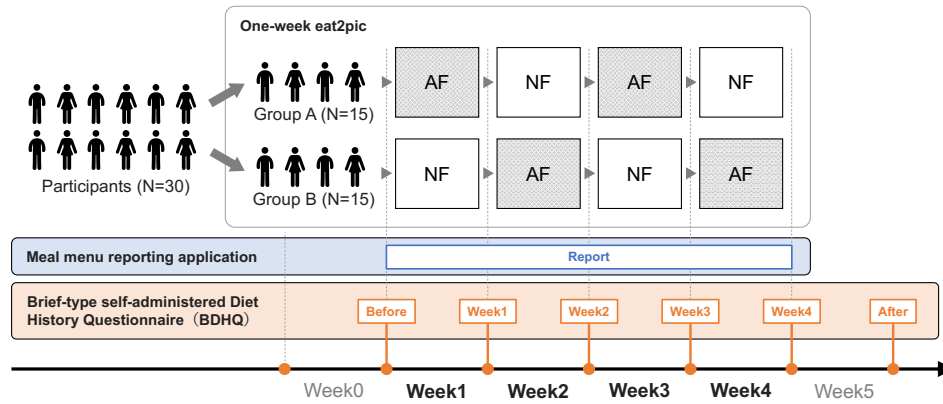 One-week eat2pic
Participants (N=30)
Group A (N=15)
AF
NF
AF
NF
Group B (N=15)
NF
AF
NF
AF
Meal menu reporting application
Report
Brief-type self-administered Diet
History Questionnaire（BDHQ）
Before
Week1
Week2
Week3
Week4
After
Week0
Week1
Week2
Week3
Week4
Week5